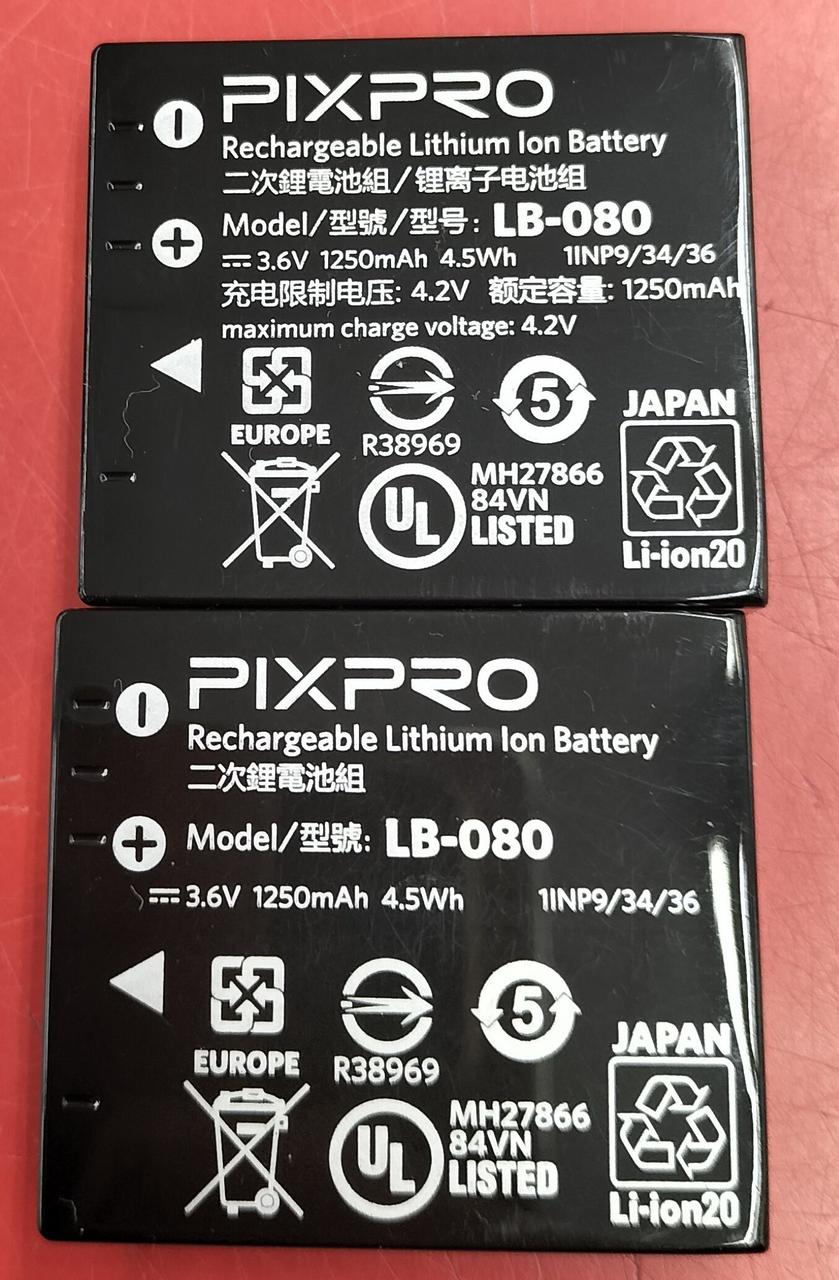 PIXPRO
Rechargeable Lithium Ion Battery
二次鋰電池組/锂离子电池组
Model/型號/型号: LB-080
3.6V 1250mAh 4.5Wh 1INP9/34/36
充电限制电压: 4.2V 额定容量: 1250mAh
maximum charge voltage: 4.2V
EUROPE
R38969
5
JAPAN
UL
MH27866
84VN
LISTED
Li-ion20
PIXPRO
Rechargeable Lithium Ion Battery
二次鋰電池組
Model/型號: LB-080
3.6V 1250mAh 4.5Wh 1INP9/34/36
EUROPE
R38969
5
JAPAN
UL
MH27866
84VN
LISTED
Li-ion20